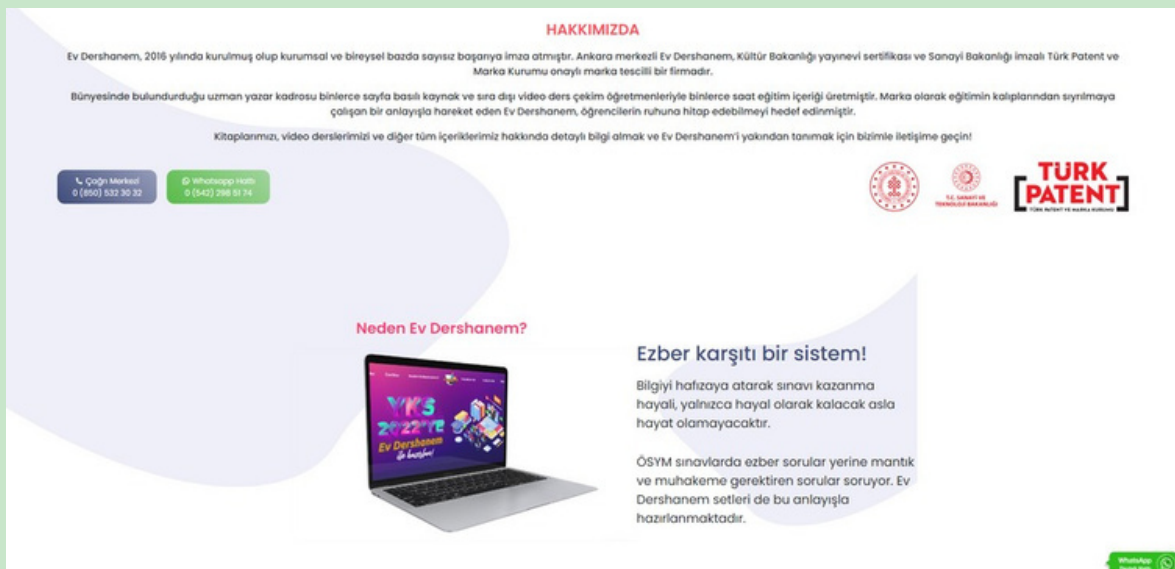 HAKKIMIZDA
Ev Dershanem, 2016 yılında kurulmuş olup kurumsal ve bireysel bazda sayısız başarıya imza atmıştır. Ankara merkezli Ev Dershanem, Kültür Bakanlığı yayınevi sertifikası ve Sanayi Bakanlığı imzalı Türk Patent ve
Marka Kurumu onaylı marka tescilli bir firmadır.
Bünyesinde bulundurduğu uzman yazar kadrosu binlerce sayfa basılı kaynak ve sıra dışı video ders çekim öğretmenleriyle binlerce saat eğitim içeriği üretmiştir. Marka olarak eğitimin kalıplarından sıyrılmaya
çalışan bir anlayışla hareket eden Ev Dershanem, öğrencilerin ruhuna hitap edebilmeyi hedef edinmiştir.
Kitaplarımızı, video derslerimizi ve diğer tüm içeriklerimiz hakkında detaylı bilgi almak ve Ev Dershanem'i yakından tanımak için bizimle iletişime geçin!
Çağrı Merkezi
0 (850) 532 30 32
Whatsapp Hattı
0 (542) 298 51 74
T.C. SANAYİ VE
TEKNOLOJİ BAKANLIĞI
TÜRK
PATENT
TÜRK PATENT VE MARKA KURUMU
Neden Ev Dershanem?
YKS
2022'YE
Ev Dershanem
ile hazırlan!
Ezber karşıtı bir sistem!
Bilgiyi hafızaya atarak sınavı kazanma
hayali, yalnızca hayal olarak kalacak asla
hayat olamayacaktır.
ÖSYM sınavlarda ezber sorular yerine mantık
ve muhakeme gerektiren sorular soruyor. Ev
Dershanem setleri de bu anlayışla
hazırlanmaktadır.
WhatsApp